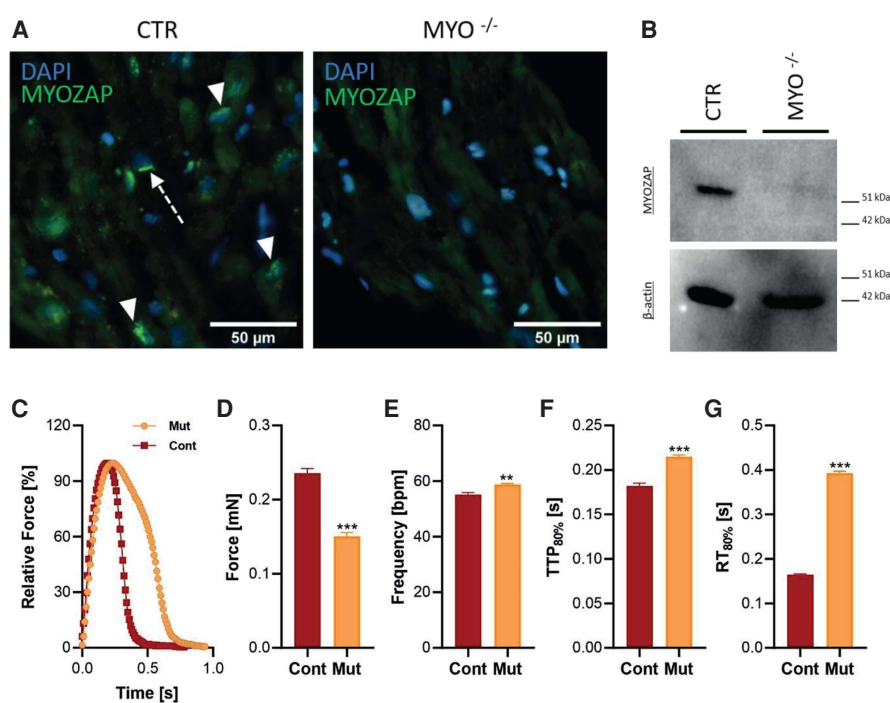 A
CTR
MYO -/-
DAPI
MYOZAP
50 µm
DAPI
MYOZAP
50 µm
B
CTR
MYO -/-
MYOZAP
51 kDa
42 kDa
β-actin
51 kDa
42 kDa
C
Relative Force [%]
120
90
60
30
0
0.0 0.5 1.0
Time [s]
Mut
Cont
D
Force [mN]
0.3
0.2
0.1
0.0
***
Cont Mut
E
Frequency [bpm]
80
60
40
20
0
**
Cont Mut
F
TTP80% [s]
0.25
0.20
0.15
0.10
0.05
0.00
***
Cont Mut
G
RT80% [s]
0.5
0.4
0.3
0.2
0.1
0.0
***
Cont Mut